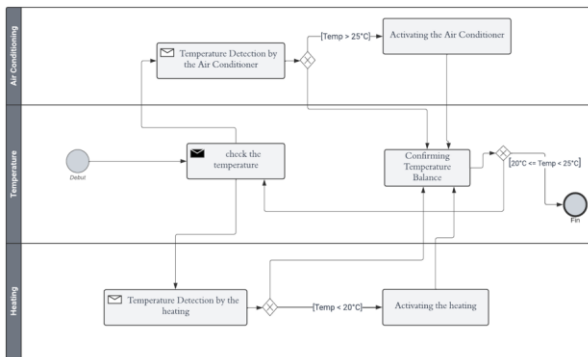 Air Conditioning
Temperature Detection by
the Air Conditioner
[Temp > 25°C]
Activating the Air Conditioner
Temperature
Debut
check the
temperature
Confirming
Temperature
Balance
[20°C <= Temp < 25°C]
Fin
Heating
Temperature Detection by the
heating
[Temp < 20°C]
Activating the heating